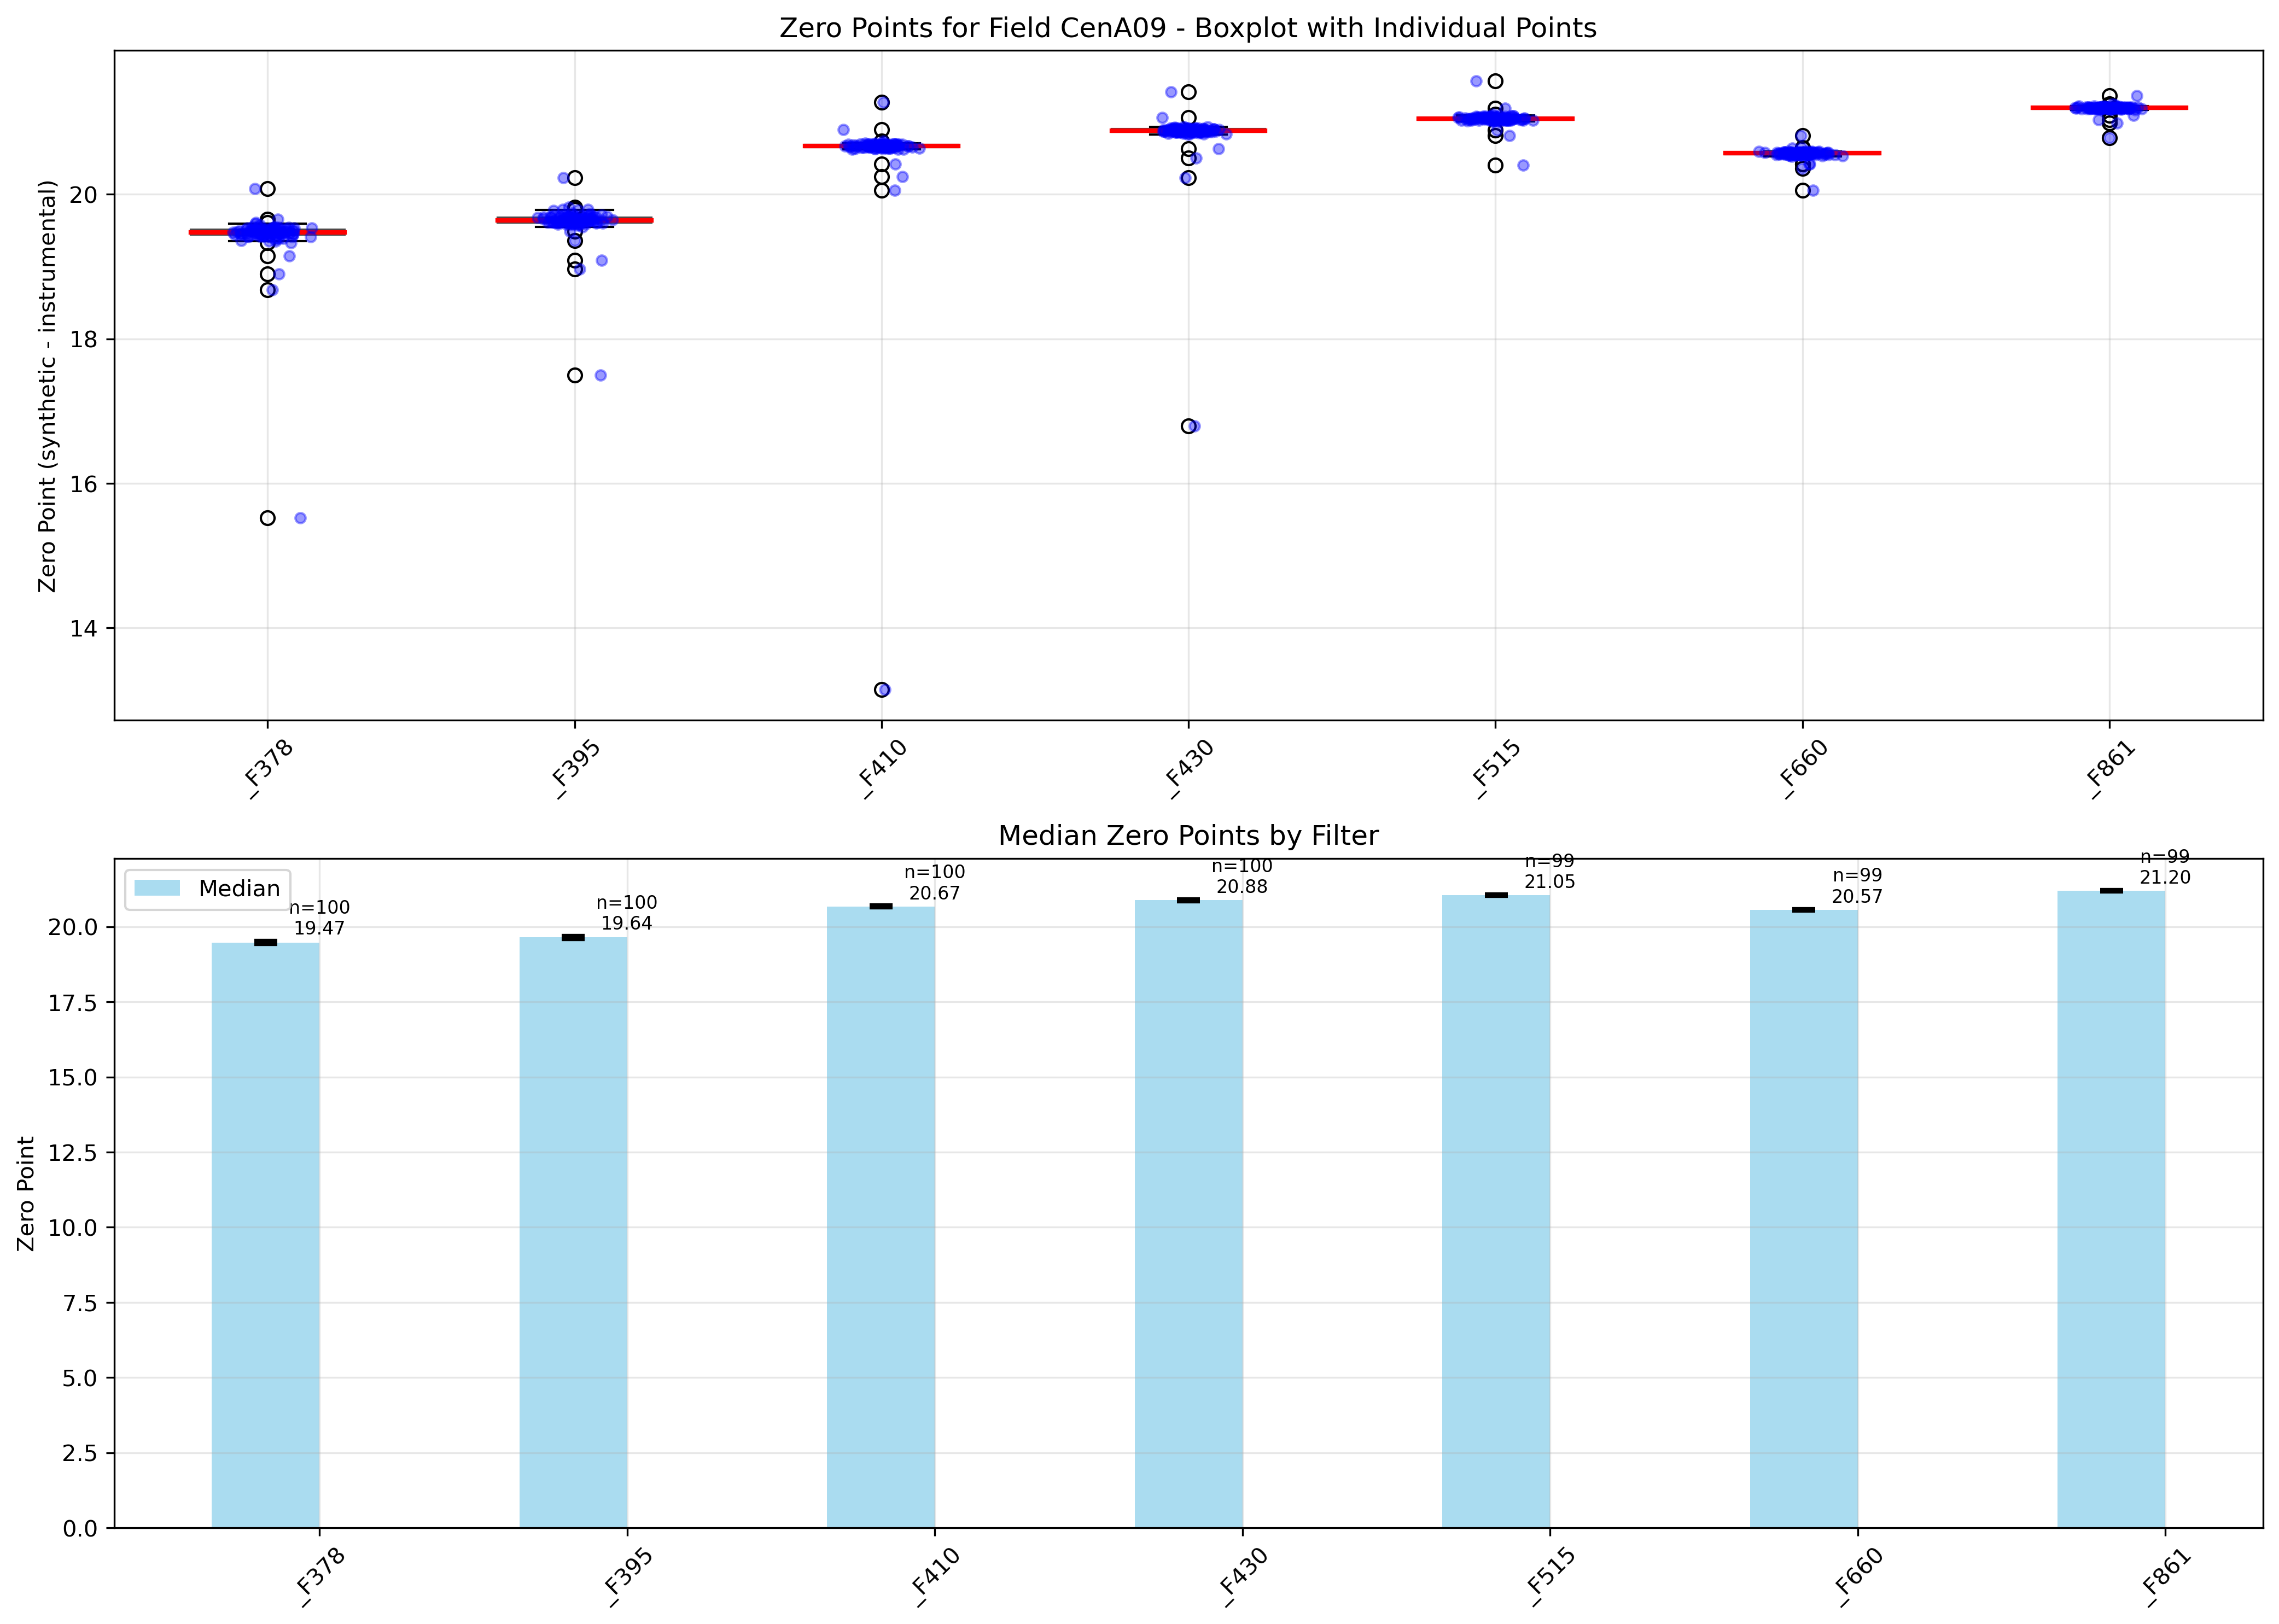 Zero Points for Field CenA09 - Boxplot with Individual Points
Zero Point (synthetic - instrumental)
20
18
16
14
_F378
_F395
_F410
_F430
_F515
_F660
_F861
Median Zero Points by Filter
Zero Point
Median
20.0
17.5
15.0
12.5
10.0
7.5
5.0
2.5
0.0
n=100
19.47
n=100
19.64
n=100
20.67
n=100
20.88
n=99
21.05
n=99
20.57
n=99
21.20
_F378
_F395
_F410
_F430
_F515
_F660
_F861